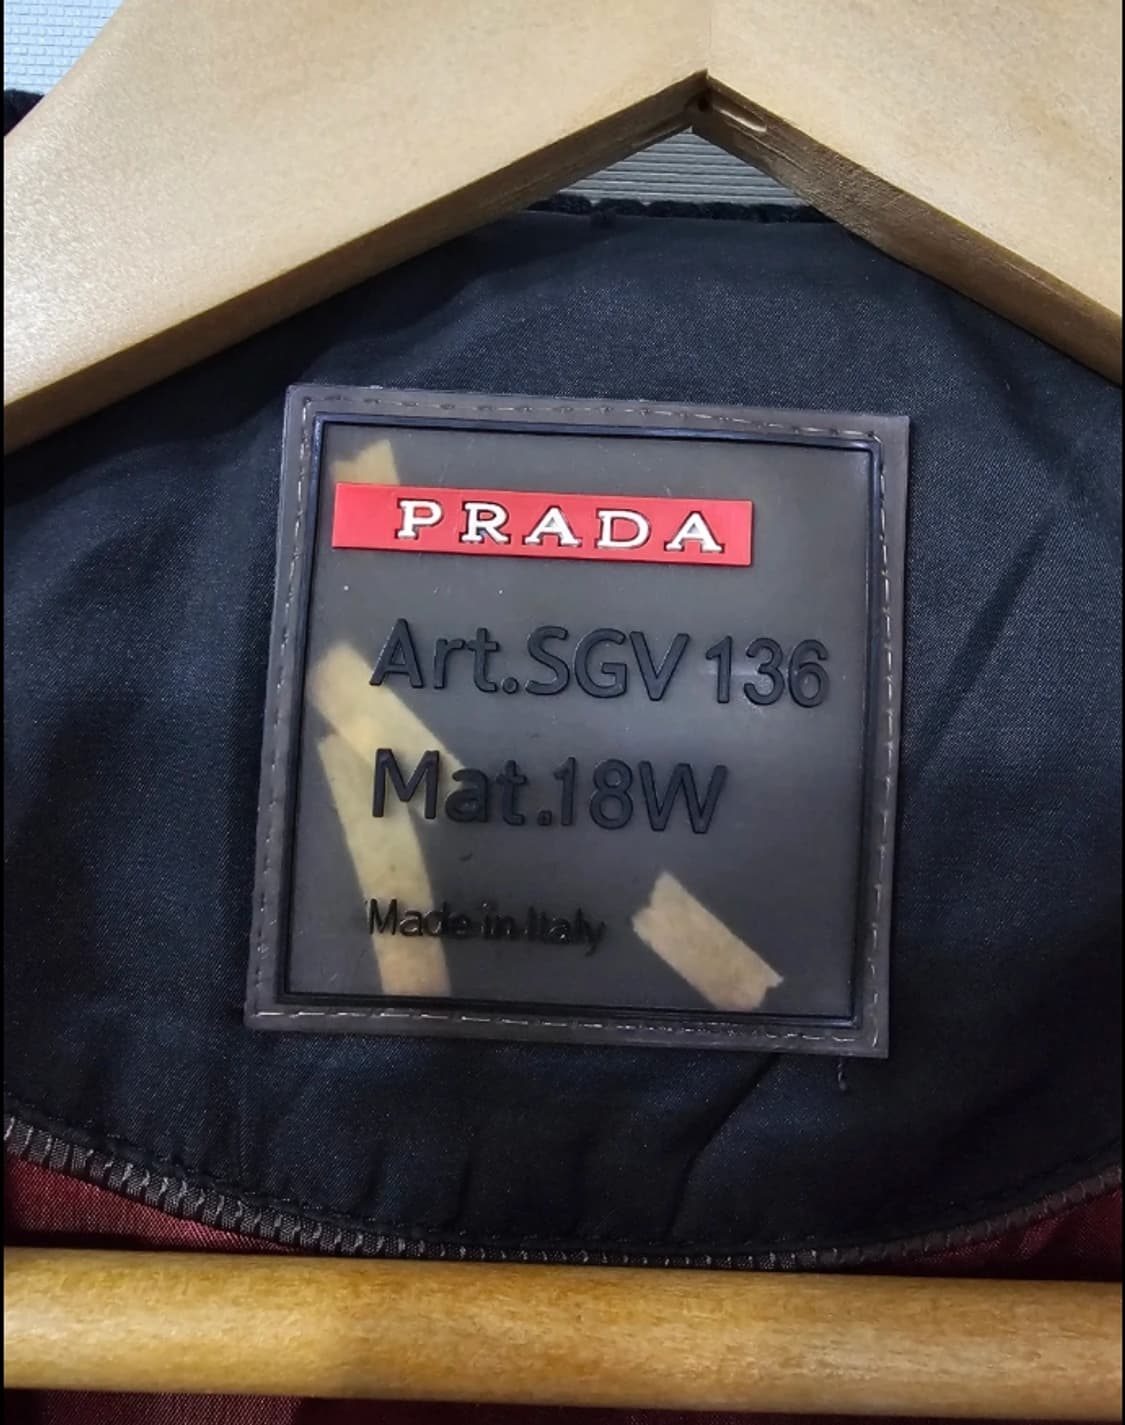 PRADA
Art.SGV 136
Mat.18W
Made in Italy